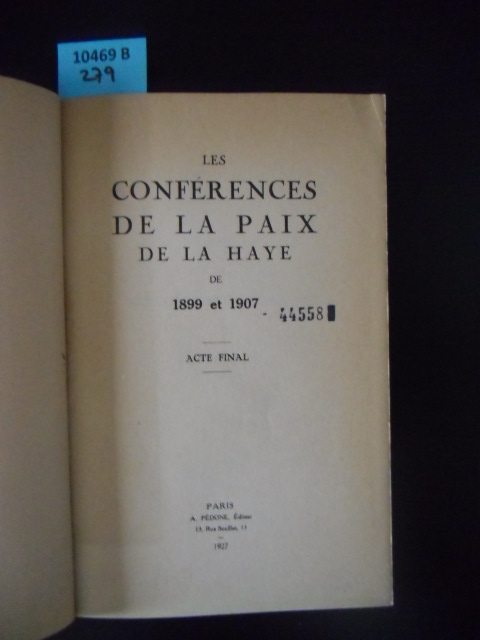 10469 B
279
LES
CONFÉRENCES
DE LA PAIX
DE LA HAYE
DE
1899 et 1907
- 44558
ACTE FINAL
PARIS
A. PÉDONE, Éditeur
13, Rue Soufflot, 13
1927